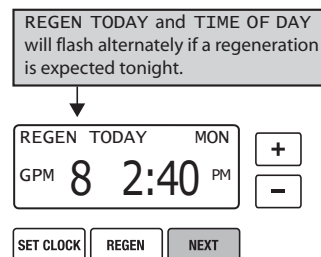 REGEN TODAY and TIME OF DAY
will flash alternately if a regeneration
is expected tonight.
REGEN TODAY MON
GPM 8 2:40 PM
+
−
SET CLOCK REGEN NEXT